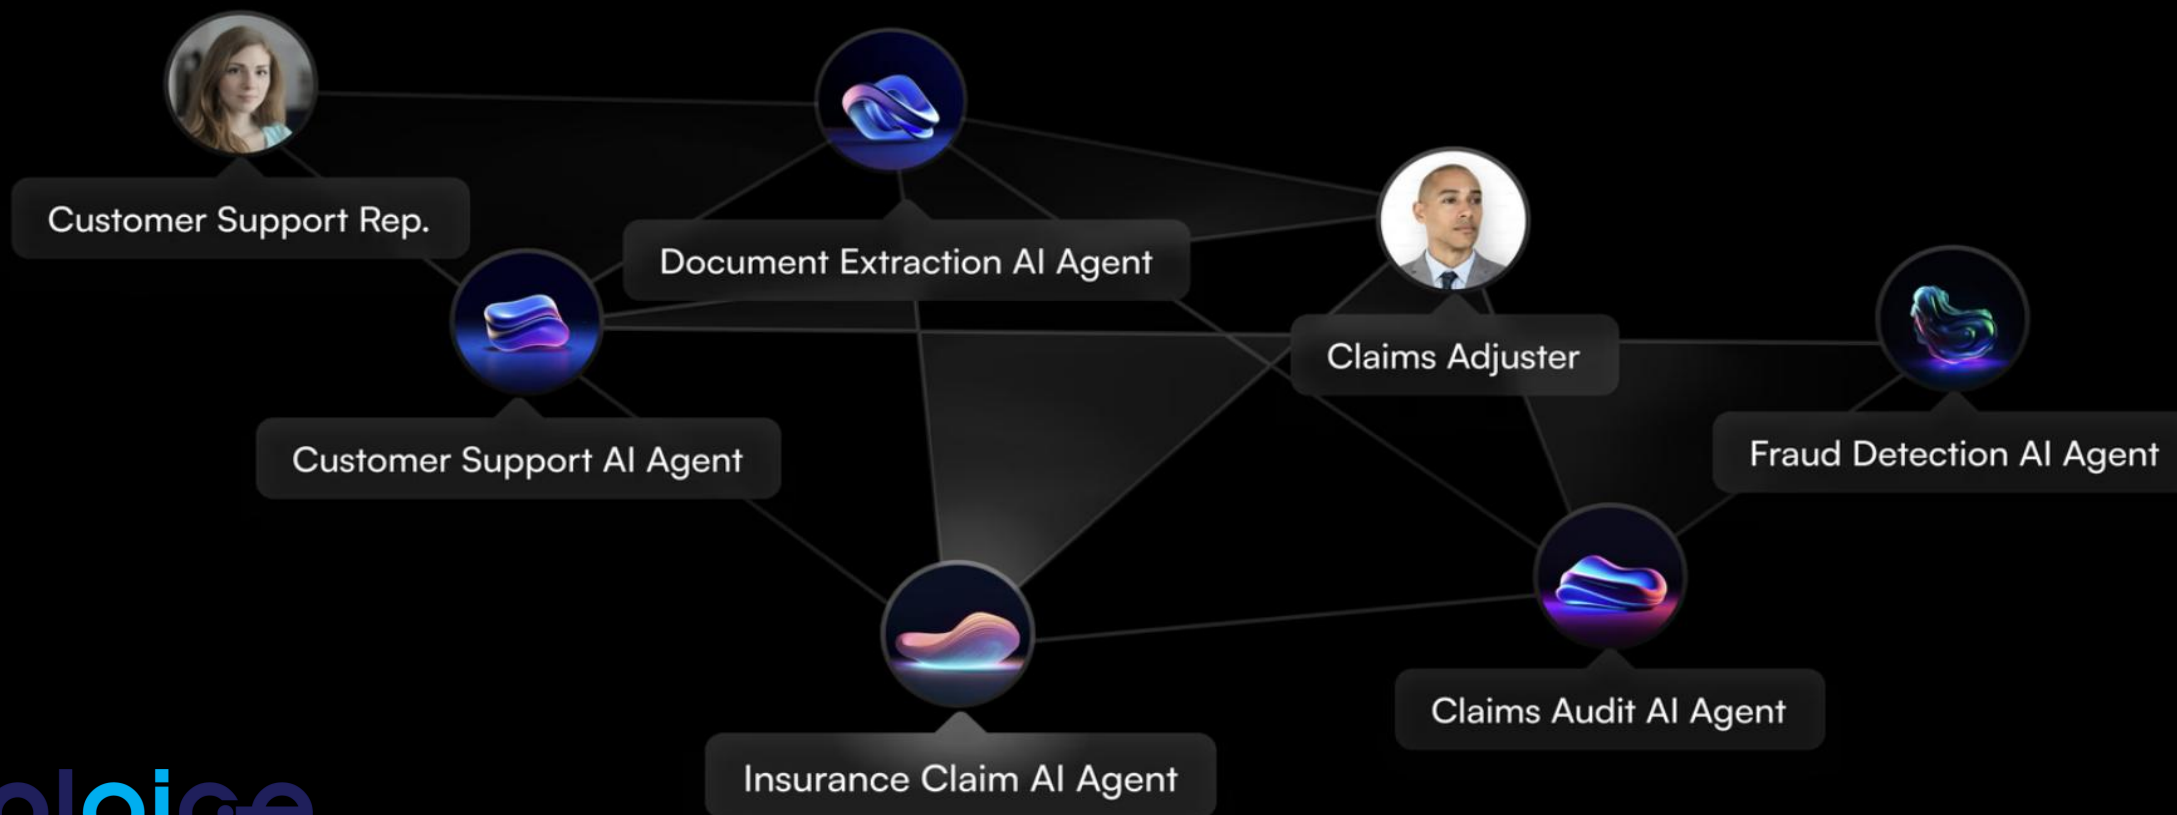 Customer Support Rep.
Document Extraction AI Agent
Claims Adjuster
Customer Support AI Agent
Fraud Detection AI Agent
Claims Audit AI Agent
Insurance Claim AI Agent